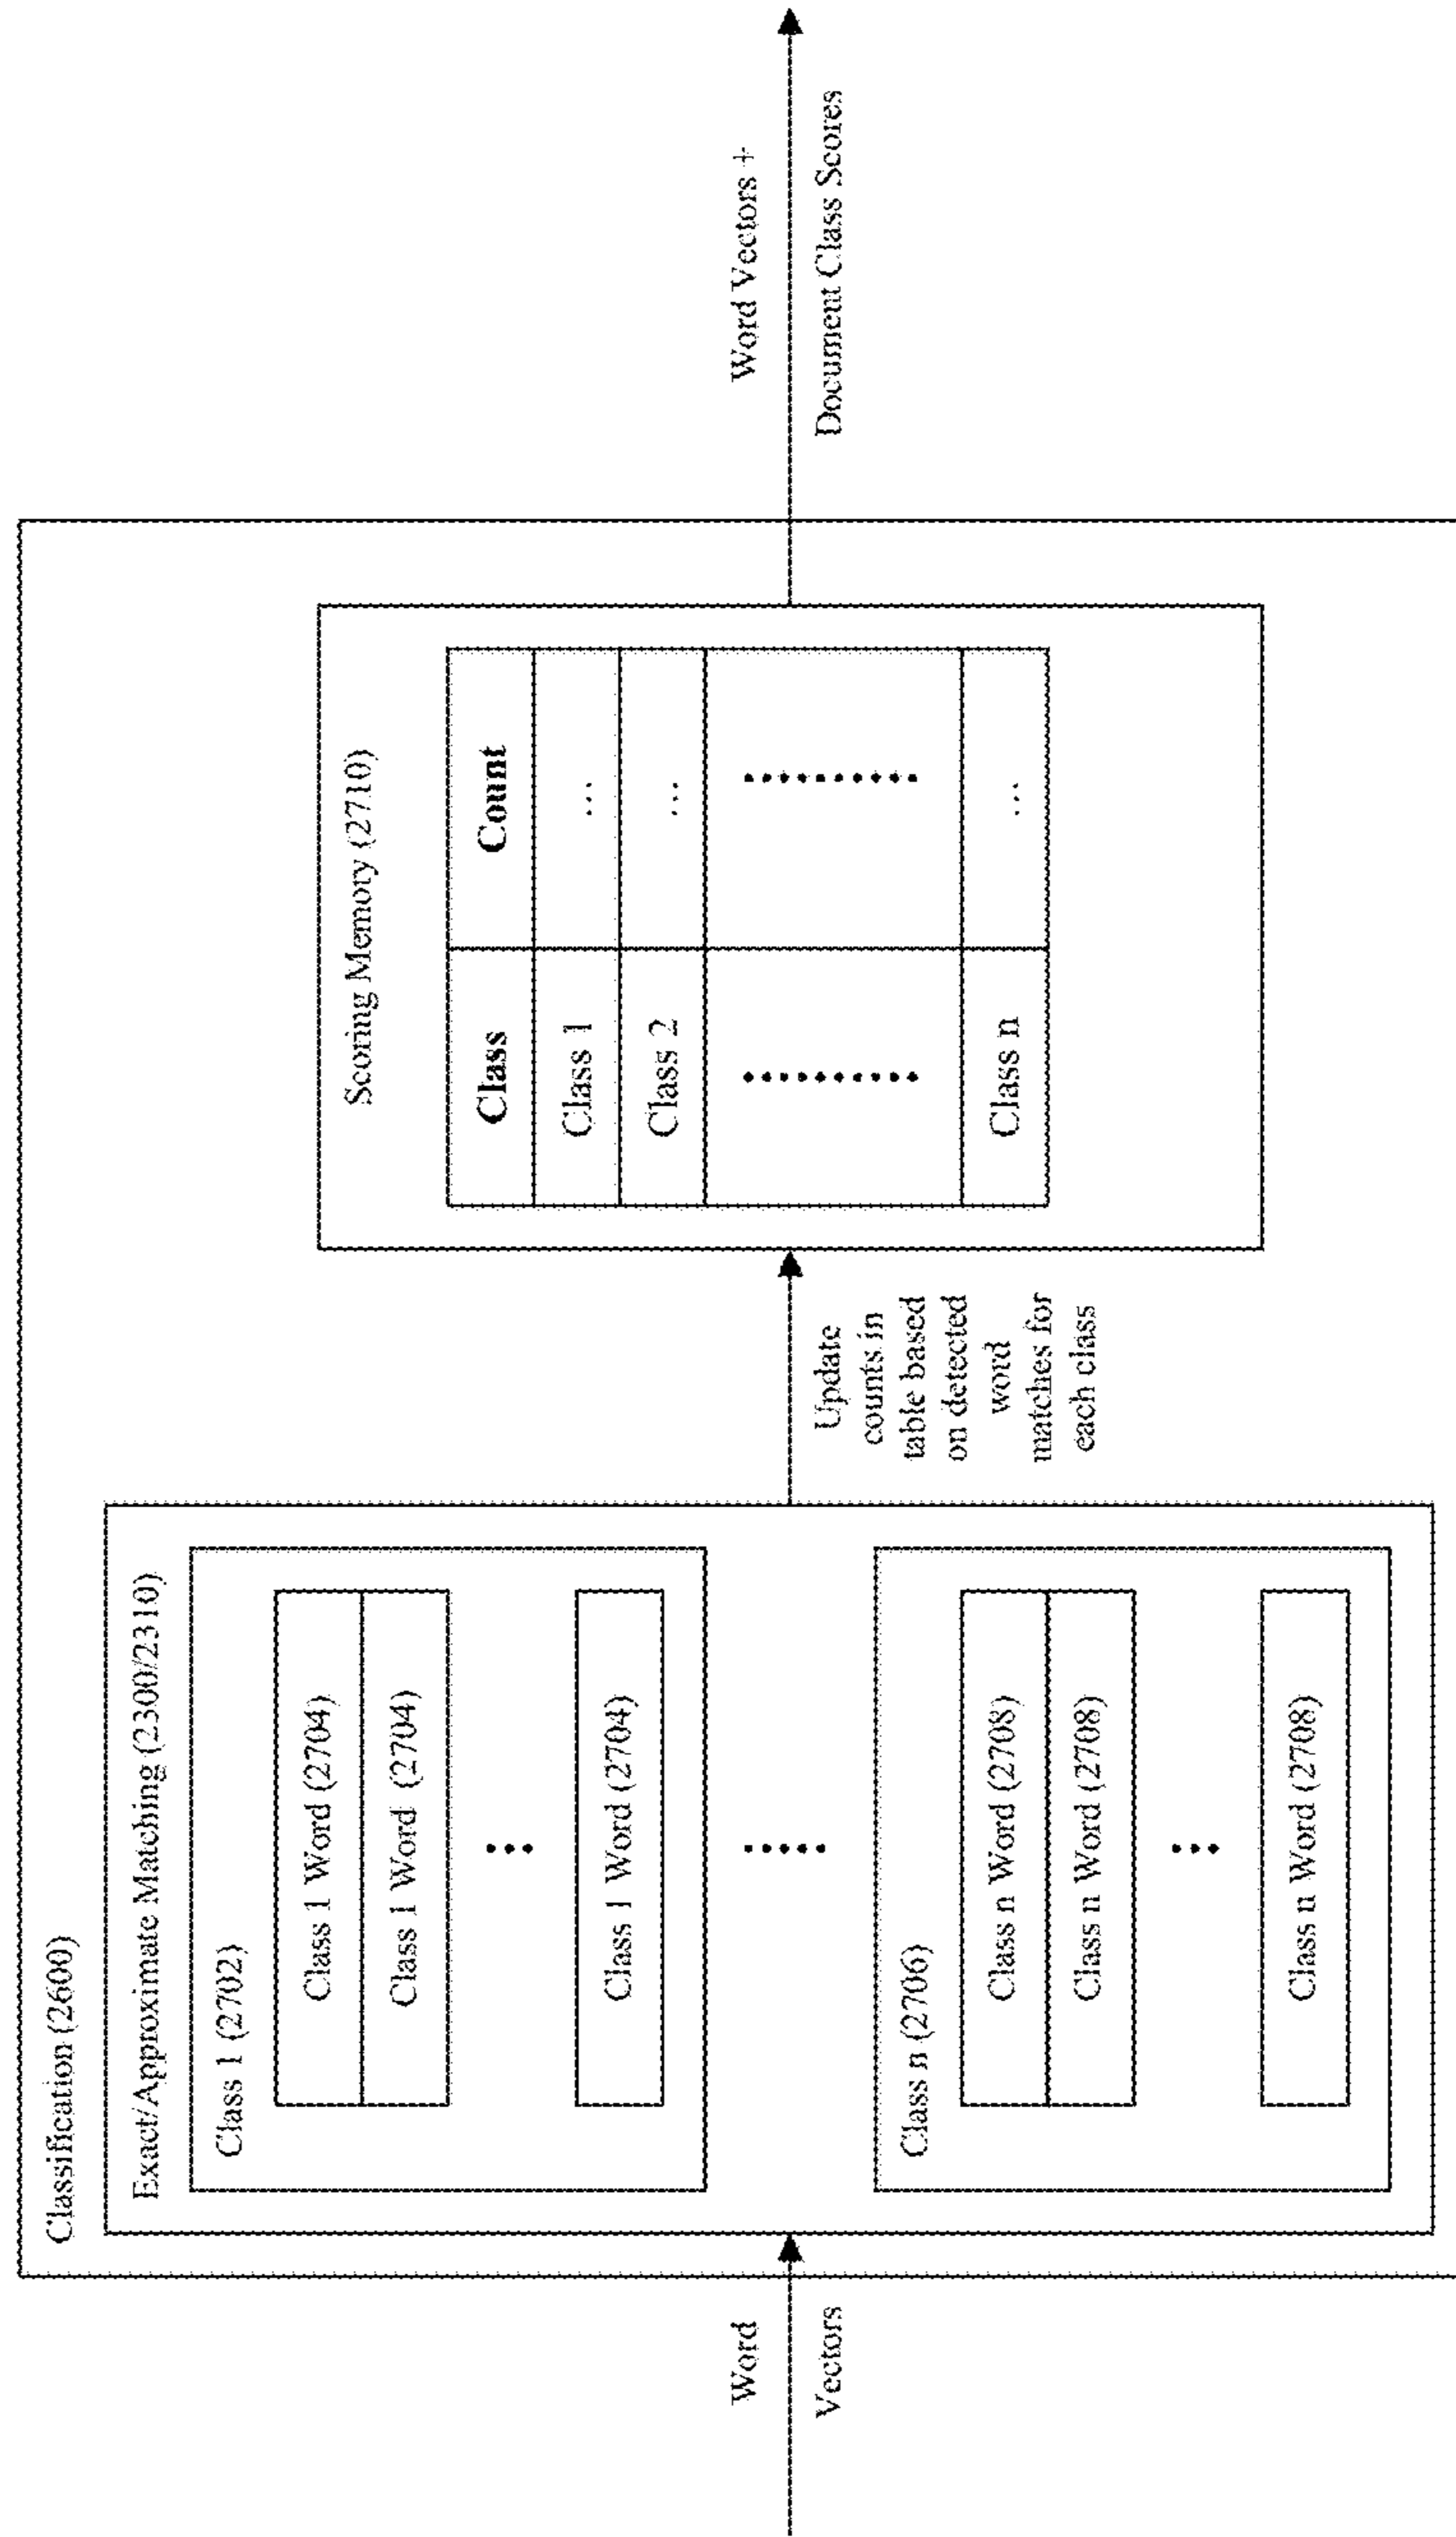 Classification (2600)
Exact/Approximate Matching (2300/2310)
Class 1 (2702)
Class 1 Word (2704)
Class 1 Word (2704)
Class 1 Word (2704)
Class n (2706)
Class n Word (2708)
Class n Word (2708)
Class n Word (2708)
Word
Vectors
Update
counts in
table based
on detected
word
matches for
each class
Scoring Memory (2710)
Class Count
Class 1 ...
Class 2 ...
Class n ...
Word Vectors +
Document Class Scores